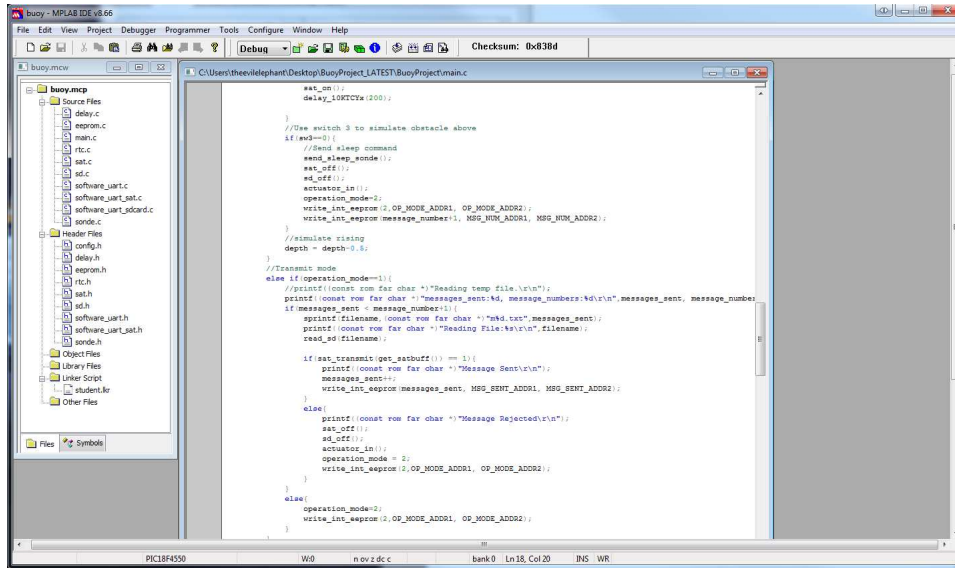 buoy - MPLAB IDE v8.66
File Edit View Project Debugger Programmer Tools Configure Window Help
Debug Checksum: 0x838d
buoy.mcw
buoy.mcp
Source Files
delay.c
eeprom.c
main.c
rtc.c
sat.c
sd.c
software_uart.c
software_uart_sat.c
software_uart_sdcard.c
sonde.c
Header Files
config.h
delay.h
eeprom.h
rtc.h
sat.h
sd.h
software_uart.h
software_uart_sat.h
sonde.h
Object Files
Library Files
Linker Script
student.lkr
Other Files
Files Symbols
C:\Users\theevilelephant\Desktop\BuoyProject_LATEST\BuoyProject\main.c
sat_on();
delay_10KTCYx(200);
}
//Use switch 3 to simulate obstacle above
if(sw3==0){
//Send sleep command
send_sleep_sonde();
sat_off();
sd_off();
actuator_in();
operation_mode=2;
write_int_eeprom(2,OP_MODE_ADDR1, OP_MODE_ADDR2);
write_int_eeprom(message_number+1, MSG_NUM_ADDR1, MSG_NUM_ADDR2);
}
//simulate rising
depth = depth-0.5;
}
//Transmit mode
else if(operation_mode==1){
//printf((const rom far char *)"Reading temp file.\r\n");
printf((const rom far char *)"messages_sent:%d, message_numbers:%d\r\n",messages_sent, message_number
if(messages_sent < message_number+1){
sprintf(filename,(const rom far char *)"m%d.txt",messages_sent);
printf((const rom far char *)"Reading File:%s\r\n",filename);
read_sd(filename);
if(sat_transmit(get_satbuff()) == 1){
printf((const rom far char *)"Message Sent\r\n");
messages_sent++;
write_int_eeprom(messages_sent, MSG_SENT_ADDR1, MSG_SENT_ADDR2);
}
else{
printf((const rom far char *)"Message Rejected\r\n");
sat_off();
sd_off();
actuator_in();
operation_mode = 2;
write_int_eeprom(2,OP_MODE_ADDR1, OP_MODE_ADDR2);
}
}
else{
operation_mode=2;
write_int_eeprom(2,OP_MODE_ADDR1, OP_MODE_ADDR2);
}
PIC18F4550 W:0 n ov z dc c bank 0 Ln 18, Col 20 INS WR